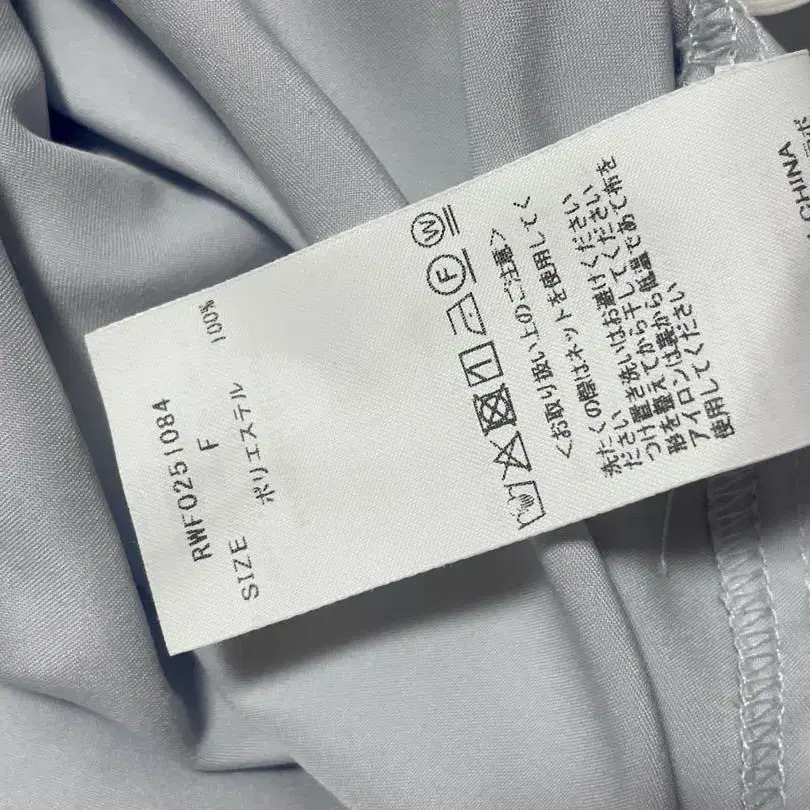 RWFO251084
SIZE F
ポリエステル 100%
F W
<お取り扱い上のご注意>
洗たくの際はネットを使用してく
ださい
つけ置き洗いはお避けください
形を整えてから干してください
アイロンは裏から低温であて布を
使用してください
CHINA